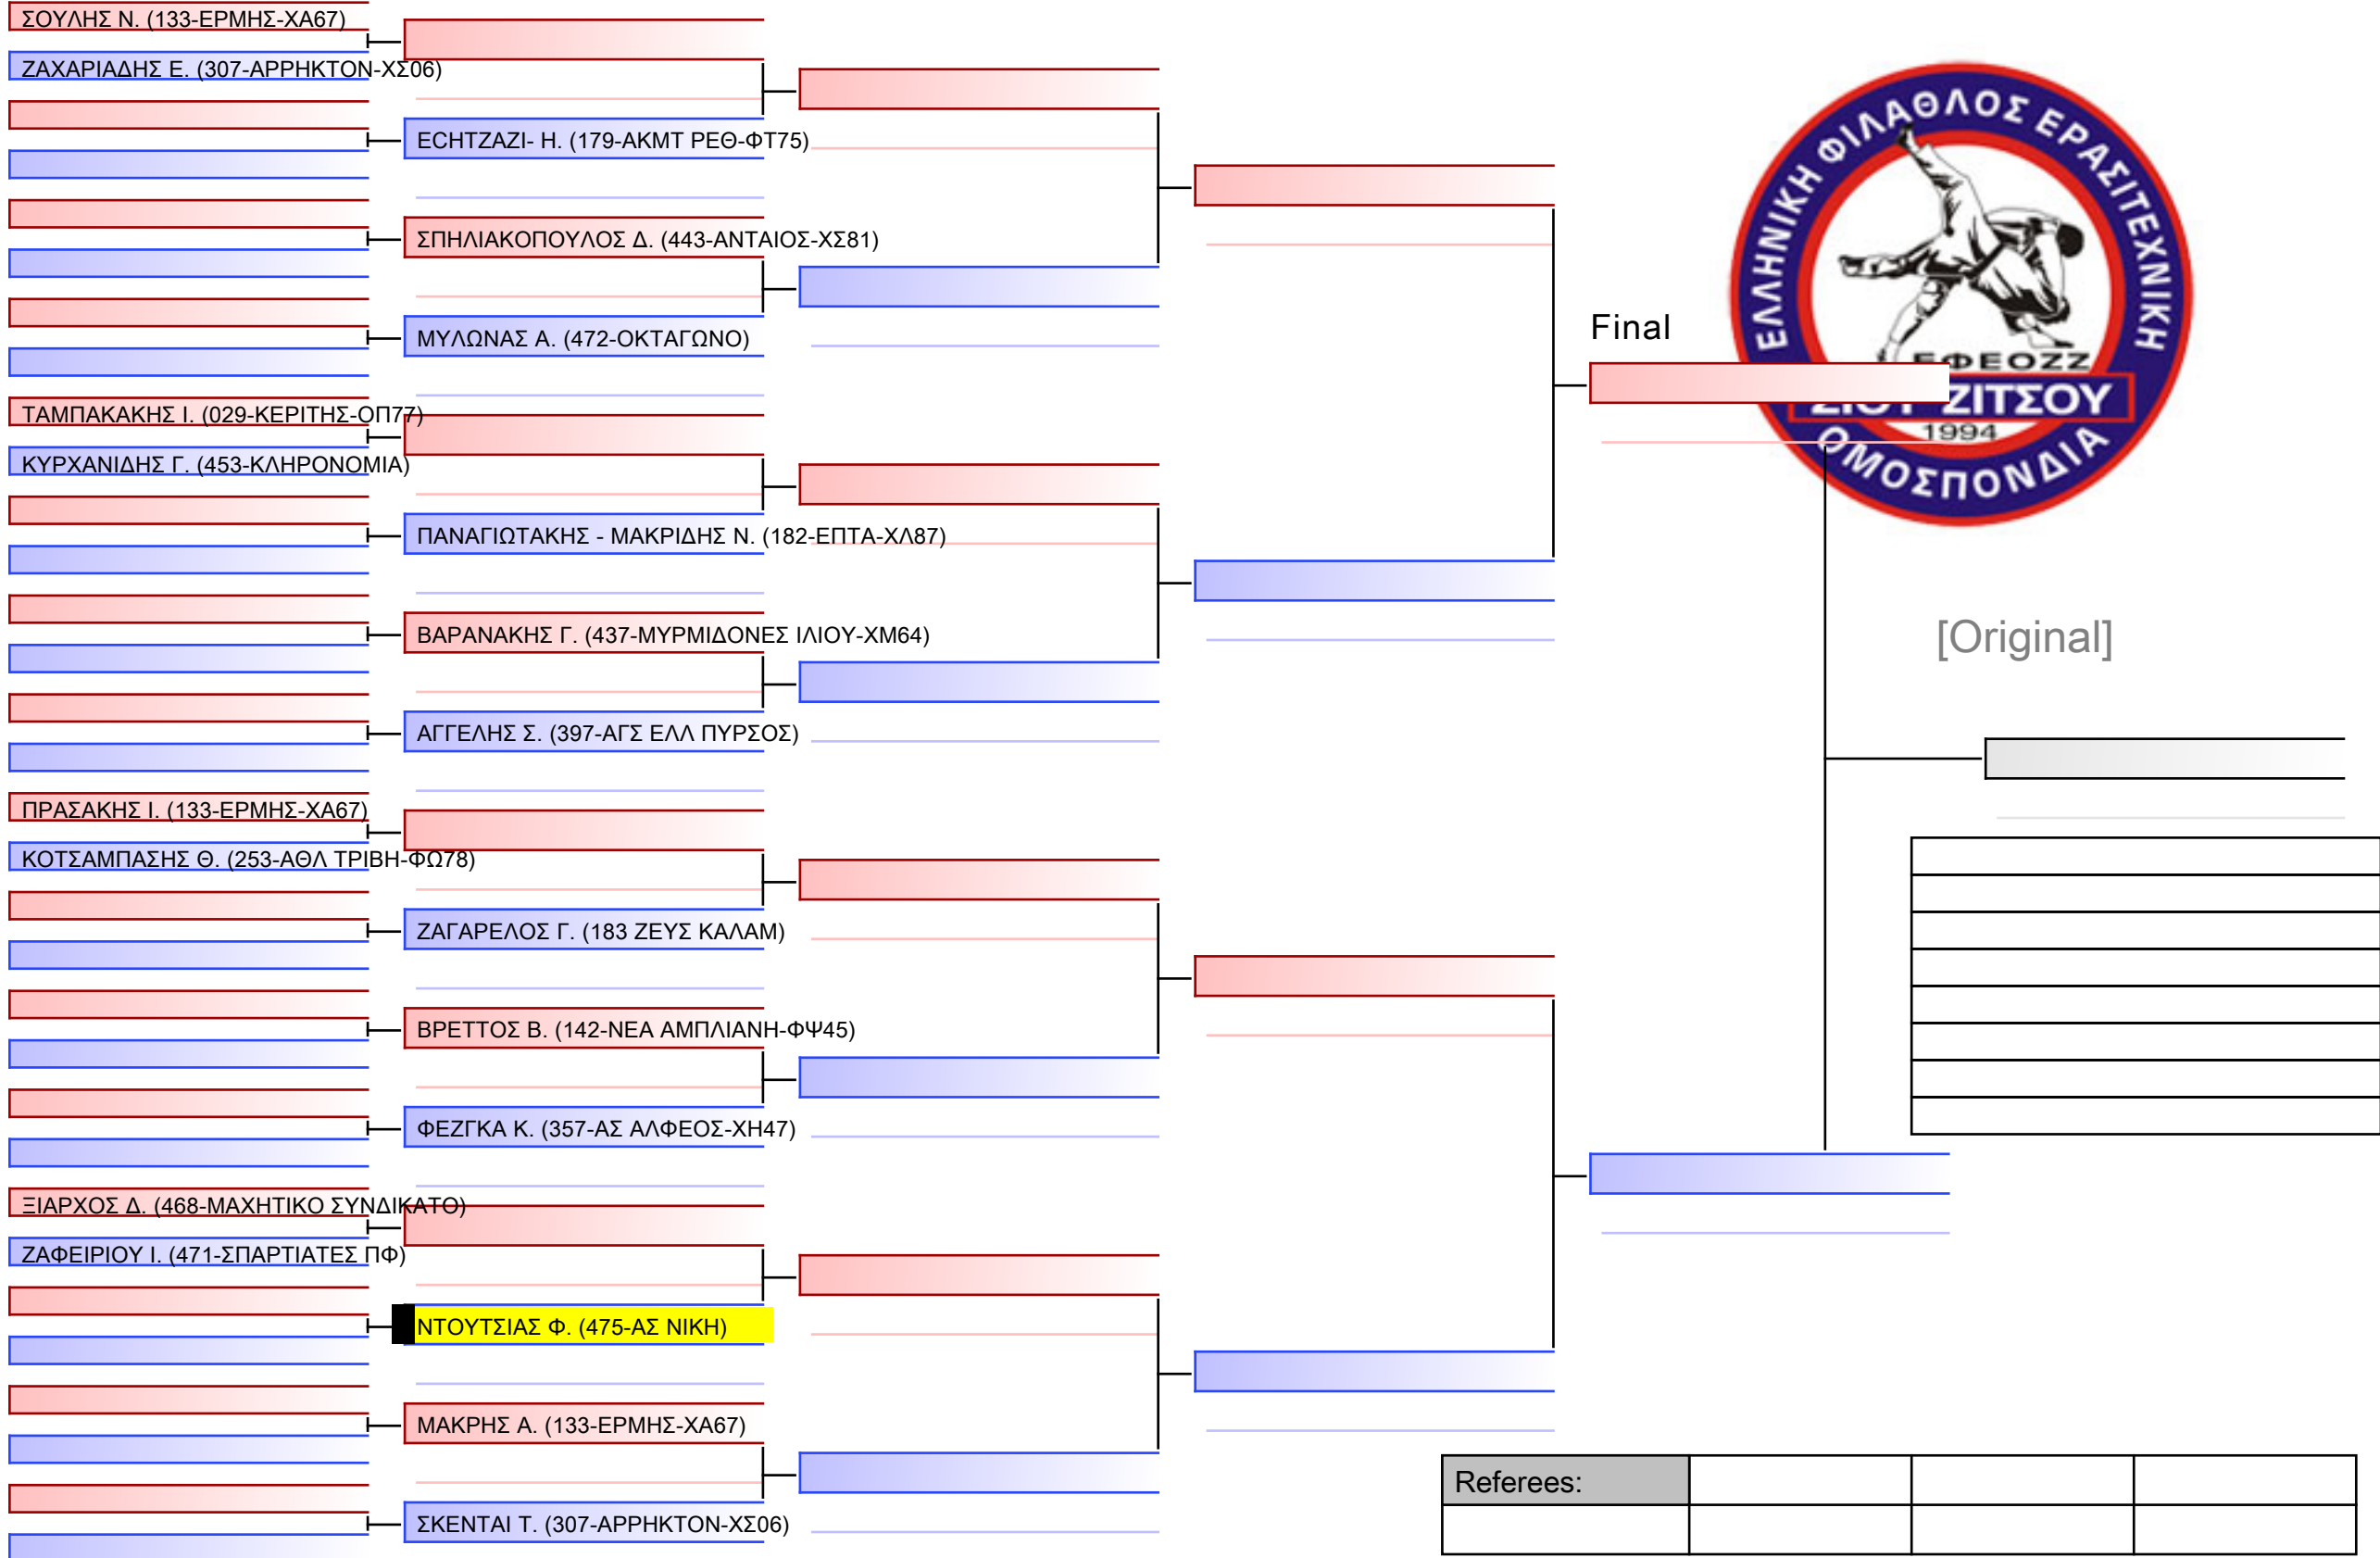 ΣΟΥΛΗΣ Ν. (133-ΕΡΜΗΣ-ΧΑ67)
ΖΑΧΑΡΙΑΔΗΣ Ε. (307-ΑΡΡΗΚΤΟΝ-ΧΣ06)
ECHTZAZI- H. (179-ΑΚΜΤ ΡΕΘ-ΦΤ75)
ΣΠΗΛΙΑΚΟΠΟΥΛΟΣ Δ. (443-ΑΝΤΑΙΟΣ-ΧΣ81)
ΜΥΛΩΝΑΣ Α. (472-ΟΚΤΑΓΩΝΟ)
ΤΑΜΠΑΚΑΚΗΣ Ι. (029-ΚΕΡΙΤΗΣ-ΟΠ77)
ΚΥΡΧΑΝΙΔΗΣ Γ. (453-ΚΛΗΡΟΝΟΜΙΑ)
ΠΑΝΑΓΙΩΤΑΚΗΣ - ΜΑΚΡΙΔΗΣ Ν. (182-ΕΠΤΑ-ΧΛ87)
ΒΑΡΑΝΑΚΗΣ Γ. (437-ΜΥΡΜΙΔΟΝΕΣ ΙΛΙΟΥ-ΧΜ64)
ΑΓΓΕΛΗΣ Σ. (397-ΑΓΣ ΕΛΛ ΠΥΡΣΟΣ)
ΠΡΑΣΑΚΗΣ Ι. (133-ΕΡΜΗΣ-ΧΑ67)
ΚΟΤΣΑΜΠΑΣΗΣ Θ. (253-ΑΘΛ ΤΡΙΒΗ-ΦΩ78)
ΖΑΓΑΡΕΛΟΣ Γ. (183 ΖΕΥΣ ΚΑΛΑΜ)
ΒΡΕΤΤΟΣ Β. (142-ΝΕΑ ΑΜΠΛΙΑΝΗ-ΦΨ45)
ΦΕΖΓΚΑ Κ. (357-ΑΣ ΑΛΦΕΟΣ-ΧΗ47)
ΞΙΑΡΧΟΣ Δ. (468-ΜΑΧΗΤΙΚΟ ΣΥΝΔΙΚΑΤΟ)
ΖΑΦΕΙΡΙΟΥ Ι. (471-ΣΠΑΡΤΙΑΤΕΣ ΠΦ)
ΝΤΟΥΤΣΙΑΣ Φ. (475-ΑΣ ΝΙΚΗ)
ΜΑΚΡΗΣ Α. (133-ΕΡΜΗΣ-ΧΑ67)
ΣΚΕΝΤΑΙ Τ. (307-ΑΡΡΗΚΤΟΝ-ΧΣ06)
Final
ΕΛΛΗΝΙΚΗ ΦΙΛΑΘΛΟΣ ΕΡΑΣΙΤΕΧΝΙΚΗ
ΕΦΕΟΖΖ
ΖΙΟΥ ΖΙΤΣΟΥ
1994
ΟΜΟΣΠΟΝΔΙΑ
[Original]
Referees: